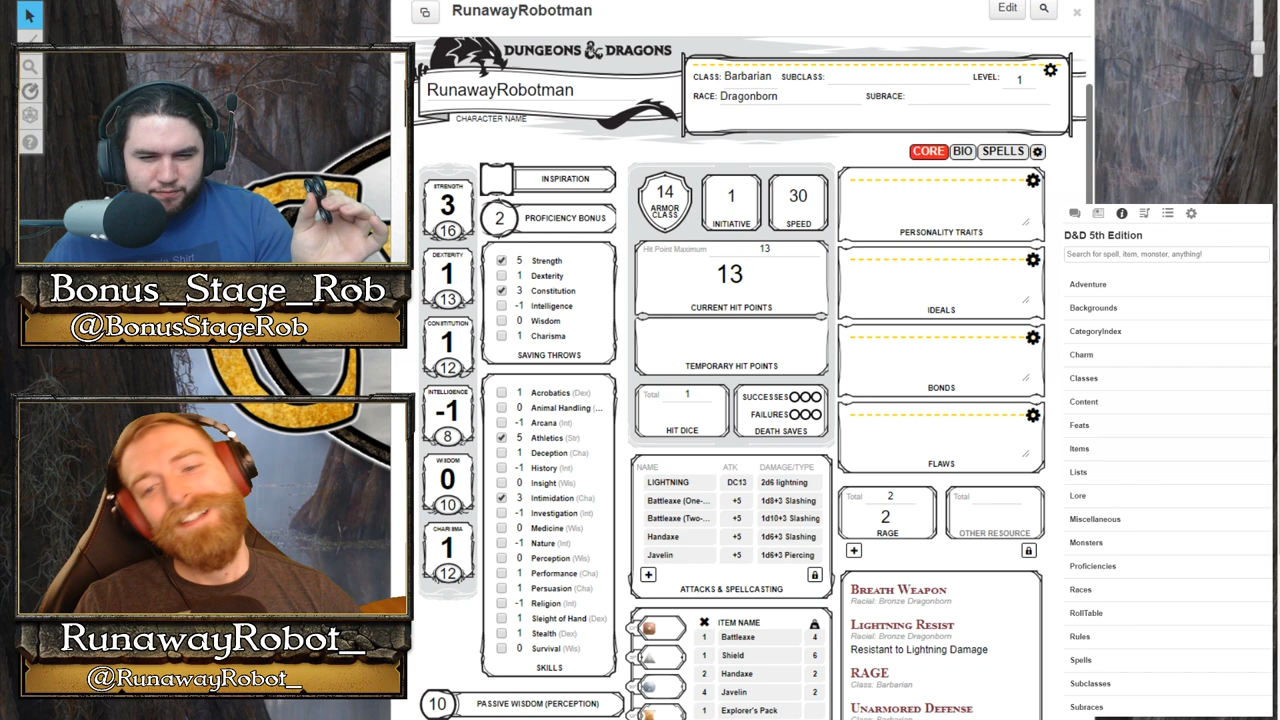 RunawayRobotman
Edit
DUNGEONS & DRAGONS
RunawayRobotman
CHARACTER NAME
CLASS: Barbarian SUBCLASS: LEVEL: 1
RACE: Dragonborn SUBRACE:
CORE BIO SPELLS
STRENGTH
3
16
DEXTERITY
1
13
CONSTITUTION
1
12
INTELLIGENCE
-1
8
WISDOM
0
10
CHARISMA
1
12
INSPIRATION
2 PROFICIENCY BONUS
5 Strength
1 Dexterity
3 Constitution
-1 Intelligence
0 Wisdom
1 Charisma
SAVING THROWS
1 Acrobatics (Dex)
0 Animal Handling (...
-1 Arcana (Int)
5 Athletics (Str)
1 Deception (Cha)
-1 History (Int)
0 Insight (Wis)
3 Intimidation (Cha)
-1 Investigation (Int)
0 Medicine (Wis)
-1 Nature (Int)
0 Perception (Wis)
1 Performance (Cha)
1 Persuasion (Cha)
-1 Religion (Int)
1 Sleight of Hand (Dex)
1 Stealth (Dex)
0 Survival (Wis)
SKILLS
10 PASSIVE WISDOM (PERCEPTION)
14
ARMOR
CLASS
1
INITIATIVE
30
SPEED
Hit Point Maximum 13
13
CURRENT HIT POINTS
TEMPORARY HIT POINTS
Total 1
HIT DICE
SUCCESSES
FAILURES
DEATH SAVES
NAME ATK DAMAGE/TYPE
LIGHTNING DC13 2d6 lightning
Battleaxe (One-... +5 1d8+3 Slashing
Battleaxe (Two-... +5 1d10+3 Slashing
Handaxe +5 1d6+3 Slashing
Javelin +5 1d6+3 Piercing
ATTACKS & SPELLCASTING
ITEM NAME
1 Battleaxe 4
1 Shield 6
2 Handaxe 2
4 Javelin 2
1 Explorer's Pack
PERSONALITY TRAITS
IDEALS
BONDS
FLAWS
Total 2
2
RAGE
Total
OTHER RESOURCE
BREATH WEAPON
Racial: Bronze Dragonborn
LIGHTNING RESIST
Racial: Bronze Dragonborn
Resistant to Lightning Damage
RAGE
Class: Barbarian
UNARMORED DEFENSE
Class: Barbarian
D&D 5th Edition
Search for spell, item, monster, anything!
Adventure
Backgrounds
CategoryIndex
Charm
Classes
Content
Feats
Items
Lists
Lore
Miscellaneous
Monsters
Proficiencies
Races
RollTable
Rules
Spells
Subclasses
Subraces
Bonus_Stage_Rob
@BonusStageRob
RunawayRobot_
@RunawayRobot_